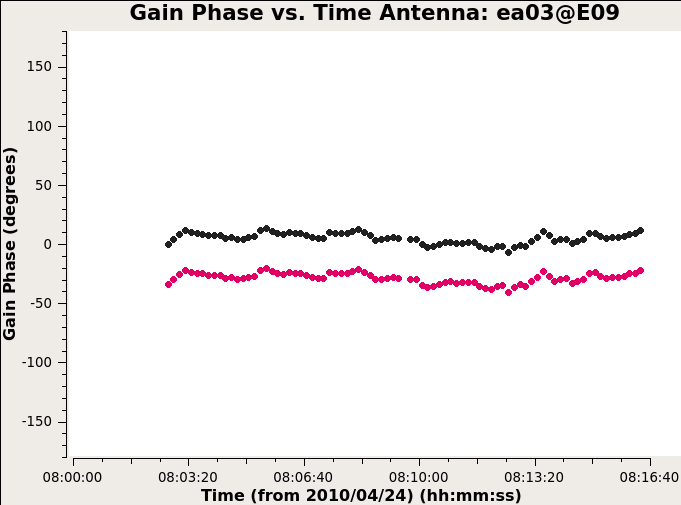 Gain Phase vs. Time Antenna: ea03@E09
Gain Phase (degrees)
150
100
50
0
-50
-100
-150
08:00:00 08:03:20 08:06:40 08:10:00 08:13:20 08:16:40
Time (from 2010/04/24) (hh:mm:ss)